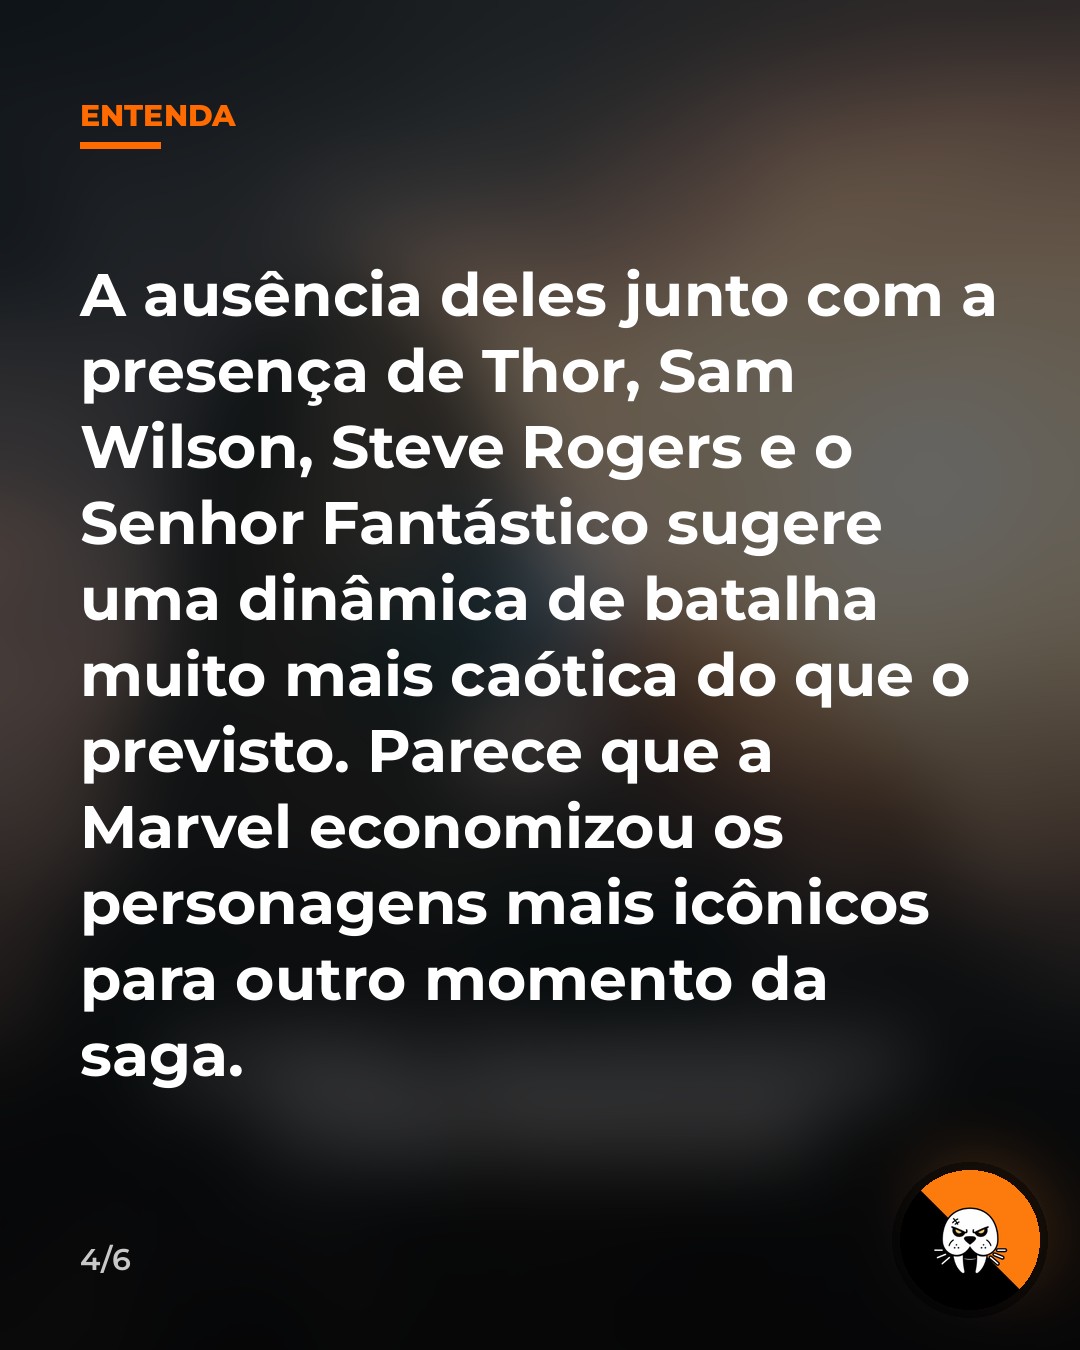 ENTENDA
A ausência deles junto com a
presença de Thor, Sam
Wilson, Steve Rogers e o
Senhor Fantástico sugere
uma dinâmica de batalha
muito mais caótica do que o
previsto. Parece que a
Marvel economizou os
personagens mais icônicos
para outro momento da
saga.
4/6